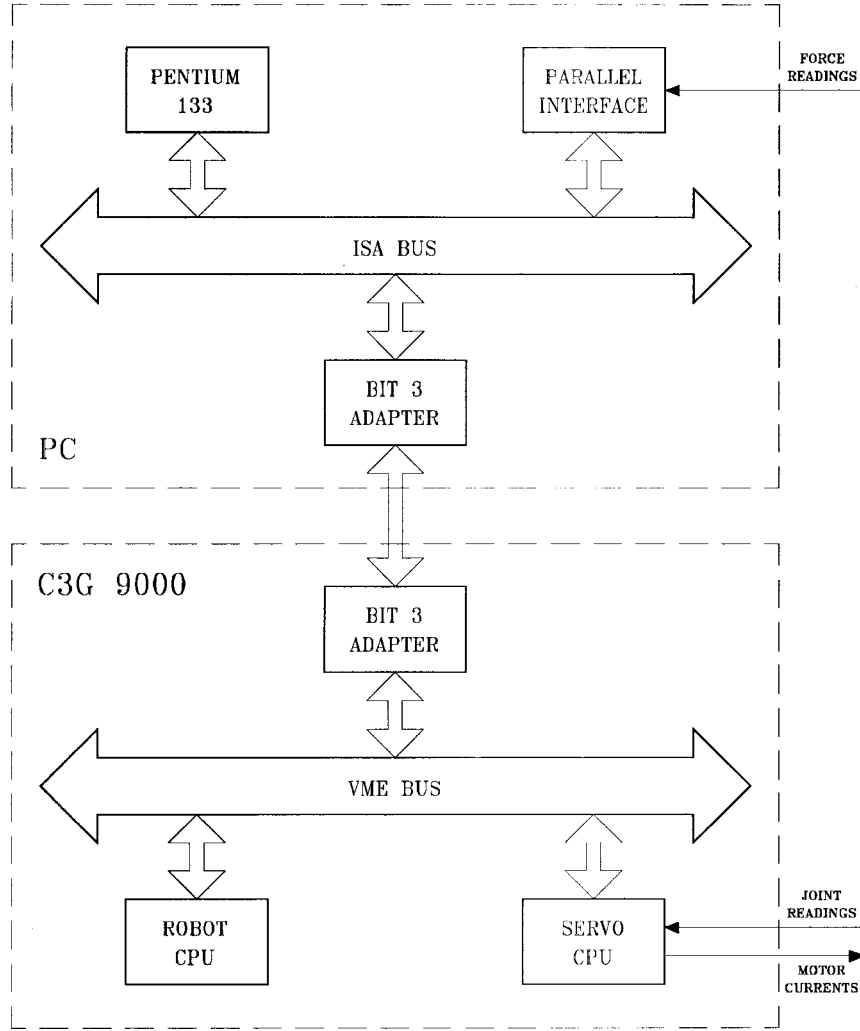 PENTIUM
133
PARALLEL
INTERFACE
FORCE
READINGS
ISA BUS
BIT 3
ADAPTER
PC
C3G 9000
BIT 3
ADAPTER
VME BUS
ROBOT
CPU
SERVO
CPU
JOINT
READINGS
MOTOR
CURRENTS